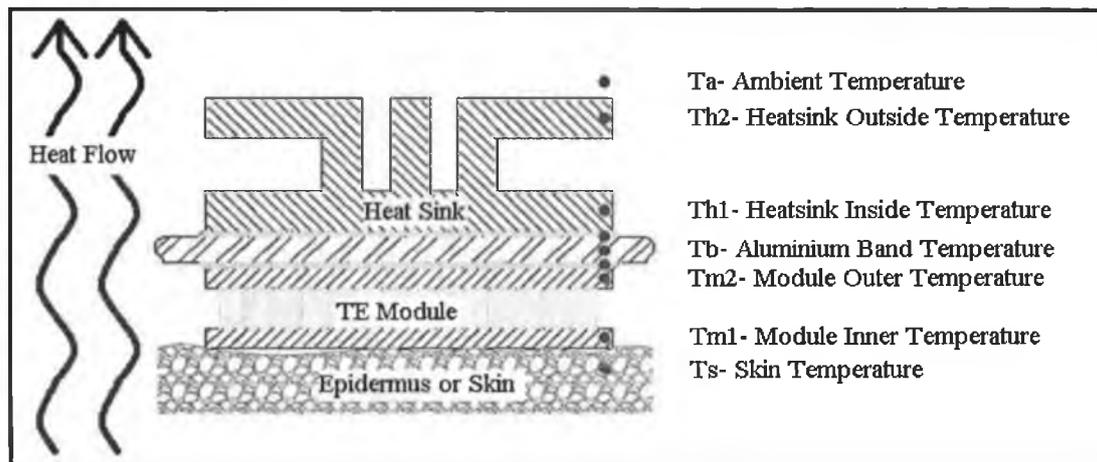 Ta- Ambient Temperature
Th2- Heatsink Outside Temperature
Heat Flow
Heat Sink
Th1- Heatsink Inside Temperature
Tb- Aluminium Band Temperature
Tm2- Module Outer Temperature
TE Module
Tm1- Module Inner Temperature
Ts- Skin Temperature
Epidermus or Skin